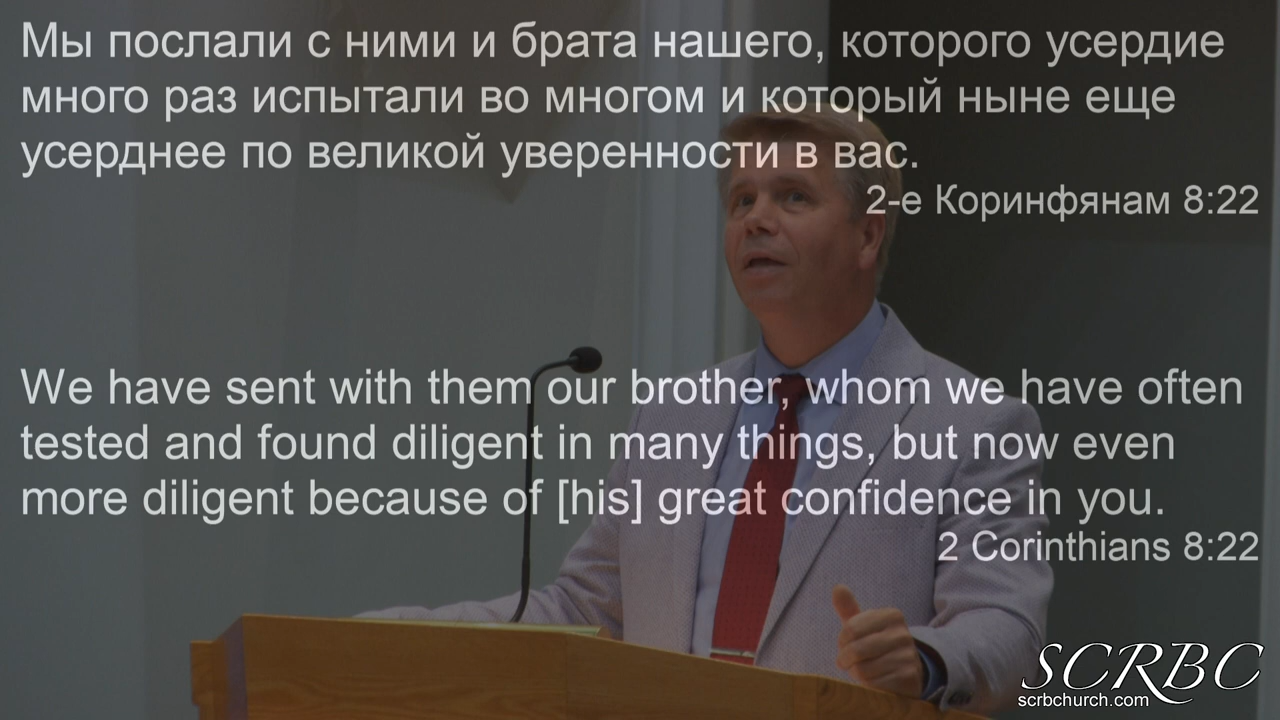 Мы послали с ними и брата нашего, которого усердие
много раз испытали во многом и который ныне еще
усерднее по великой уверенности в вас.
2-е Коринфянам 8:22
We have sent with them our brother, whom we have often
tested and found diligent in many things, but now even
more diligent because of [his] great confidence in you.
2 Corinthians 8:22
SCRBC
scrbchurch.com